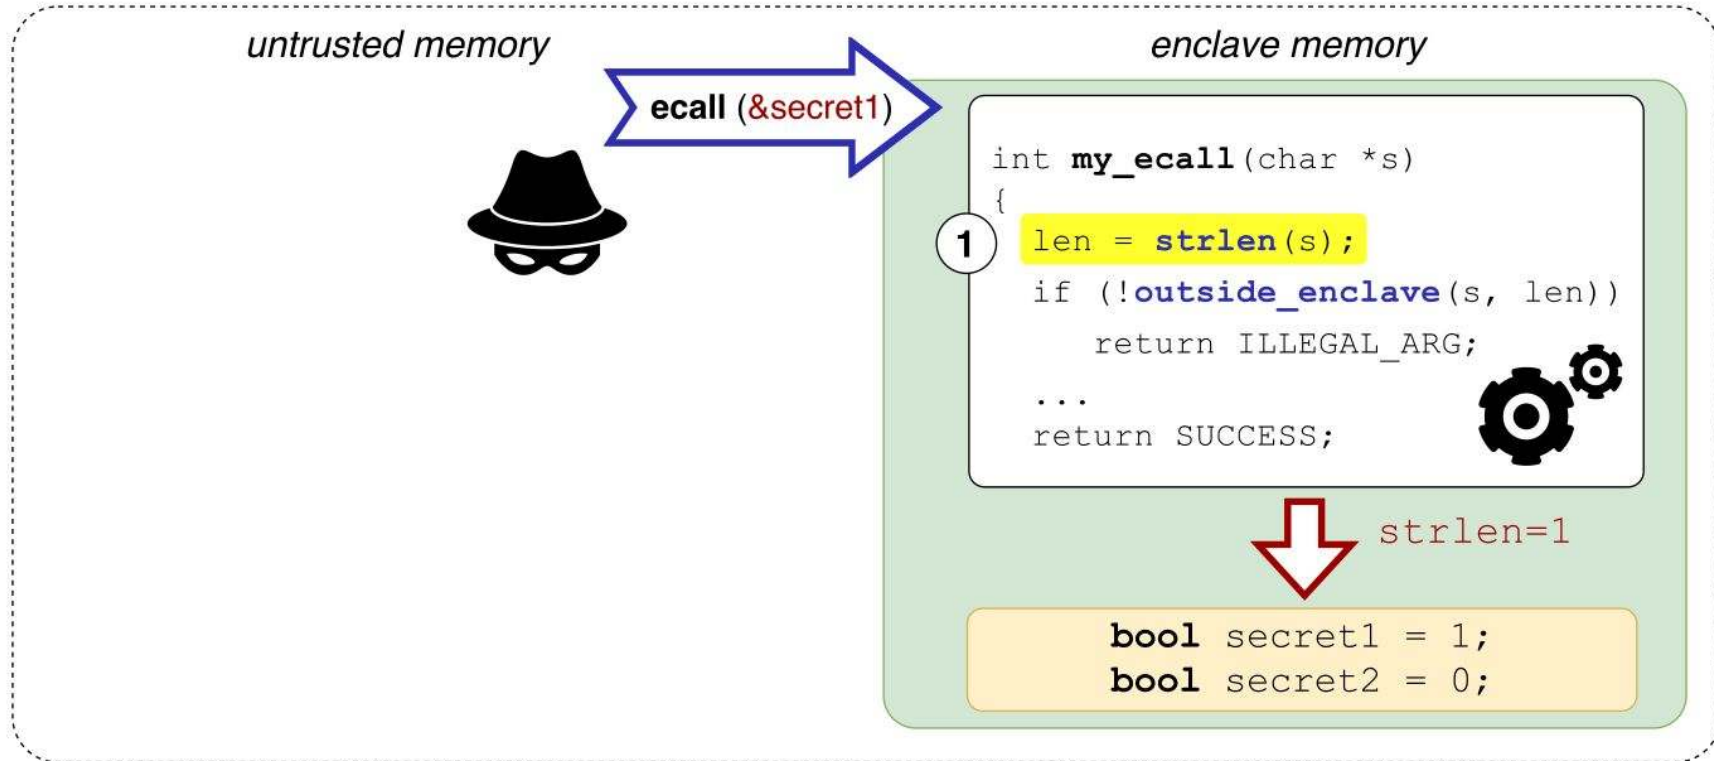 untrusted memory
enclave memory
ecall (&secret1)
int my_ecall(char *s)
{
1
len = strlen(s);
if (!outside_enclave(s, len))
return ILLEGAL_ARG;
...
return SUCCESS;
strlen=1
bool secret1 = 1;
bool secret2 = 0;